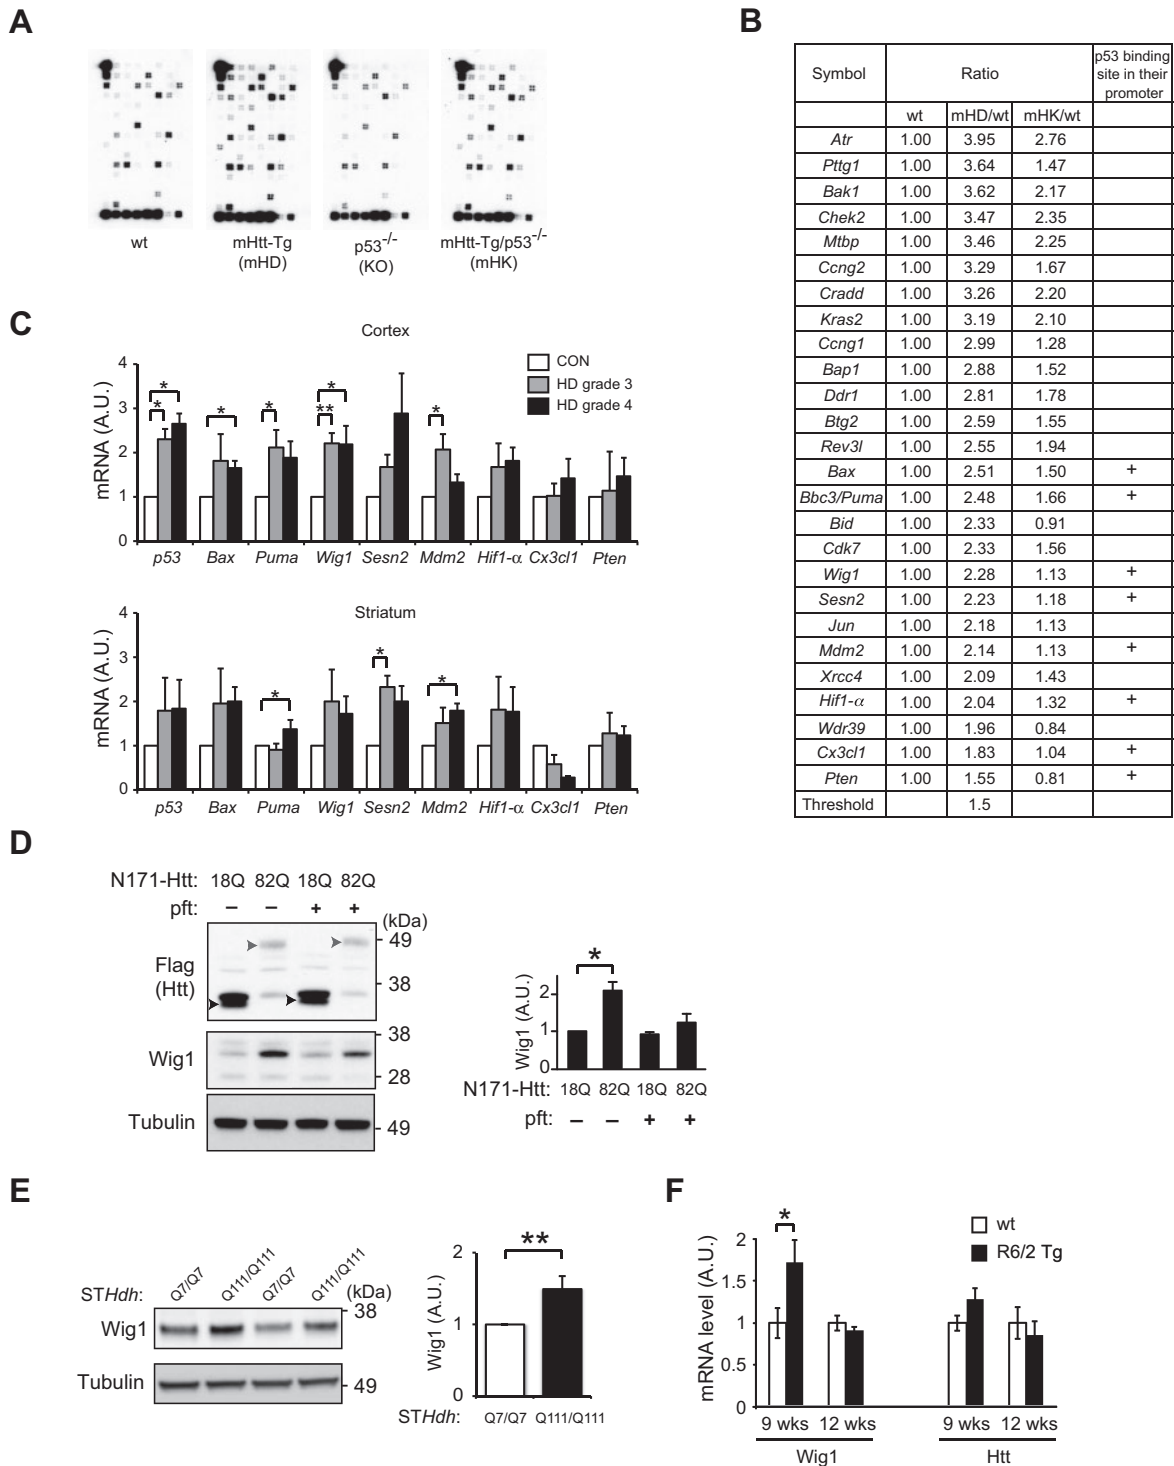 A
wt
mHtt-Tg
(mHD)
p53-/-
(KO)
mHtt-Tg/p53-/-
(mHK)
B
Symbol Ratio p53 binding site in their promoter
wt mHD/wt mHK/wt
Atr 1.00 3.95 2.76
Pttg1 1.00 3.64 1.47
Bak1 1.00 3.62 2.17
Chek2 1.00 3.47 2.35
Mtbp 1.00 3.46 2.25
Ccng2 1.00 3.29 1.67
Cradd 1.00 3.26 2.20
Kras2 1.00 3.19 2.10
Ccng1 1.00 2.99 1.28
Bap1 1.00 2.88 1.52
Ddr1 1.00 2.81 1.78
Btg2 1.00 2.59 1.55
Rev3l 1.00 2.55 1.94
Bax 1.00 2.51 1.50 +
Bbc3/Puma 1.00 2.48 1.66 +
Bid 1.00 2.33 0.91
Cdk7 1.00 2.33 1.56
Wig1 1.00 2.28 1.13 +
Sesn2 1.00 2.23 1.18 +
Jun 1.00 2.18 1.13
Mdm2 1.00 2.14 1.13 +
Xrcc4 1.00 2.09 1.43
Hif1-α 1.00 2.04 1.32 +
Wdr39 1.00 1.96 0.84
Cx3cl1 1.00 1.83 1.04 +
Pten 1.00 1.55 0.81 +
Threshold 1.5
C
Cortex
CON
HD grade 3
HD grade 4
mRNA (A.U.)
4
3
2
1
0
* * * * ** * *
p53 Bax Puma Wig1 Sesn2 Mdm2 Hif1-α Cx3cl1 Pten
Striatum
mRNA (A.U.)
4
3
2
1
0
* * *
p53 Bax Puma Wig1 Sesn2 Mdm2 Hif1-α Cx3cl1 Pten
D
N171-Htt: 18Q 82Q 18Q 82Q
pft: – – + +
(kDa)
Flag
(Htt)
49
38
Wig1
38
28
Tubulin
49
*
Wig1 (A.U.)
2
1
0
N171-Htt: 18Q 82Q 18Q 82Q
pft: – – + +
E
STHdh: Q7/Q7 Q111/Q111 Q7/Q7 Q111/Q111 (kDa)
Wig1
38
Tubulin
49
**
Wig1 (A.U.)
2
1
0
STHdh: Q7/Q7 Q111/Q111
F
wt
R6/2 Tg
*
mRNA level (A.U.)
2
1.5
1
0.5
0
9 wks 12 wks 9 wks 12 wks
Wig1 Htt